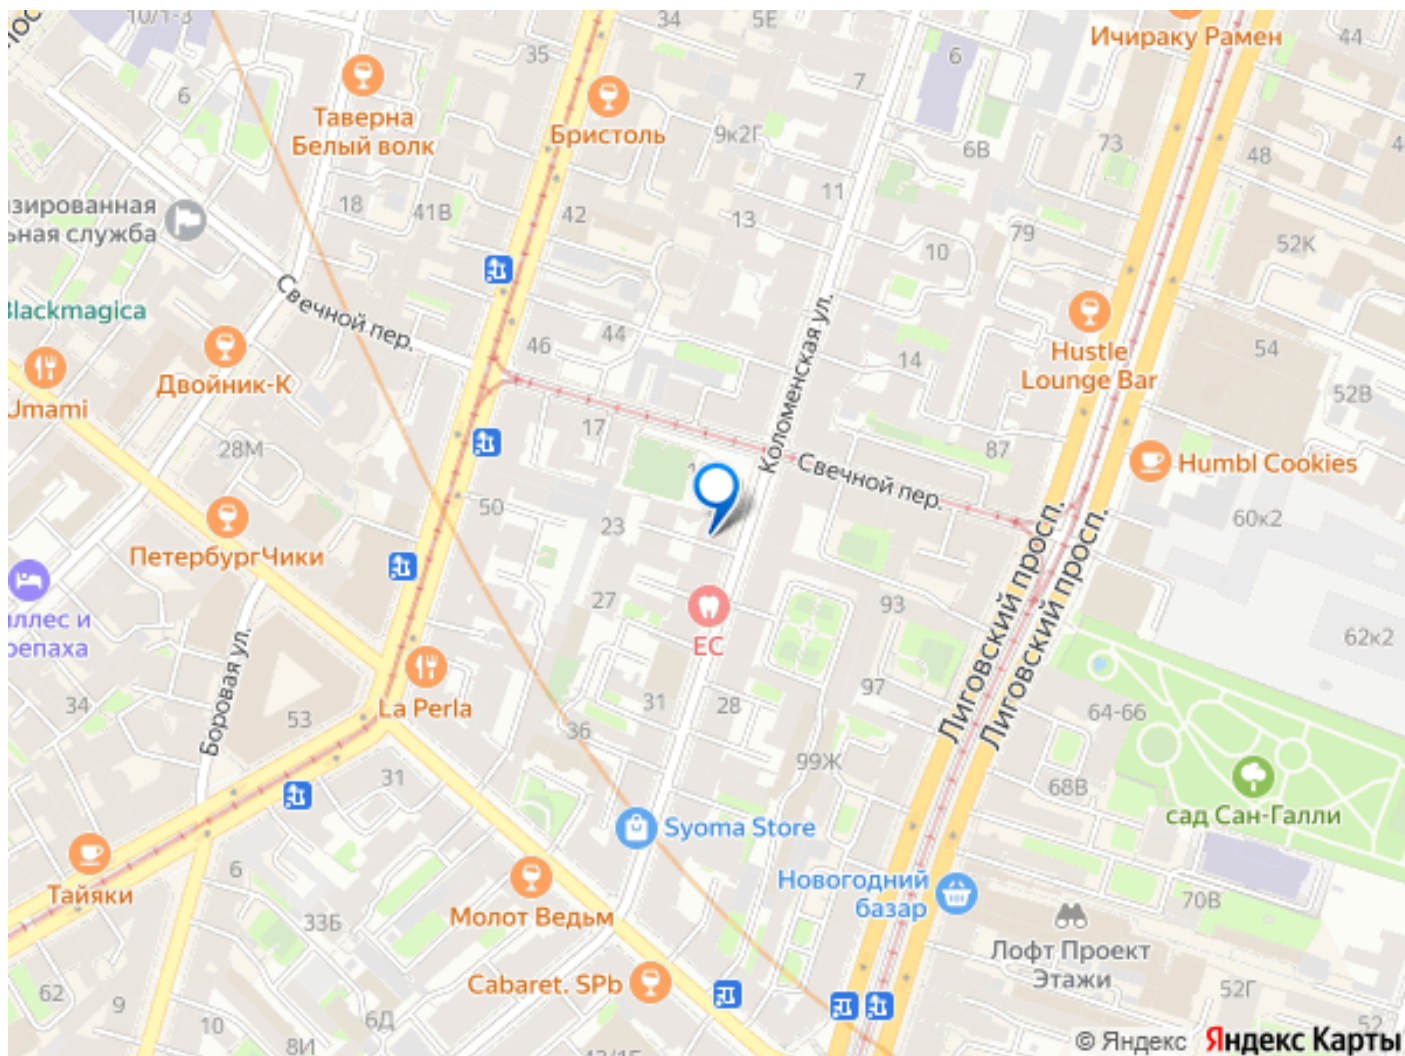 10/1-3
34
5Е
Ичираку Рамен
44
35
6
7
6
Таверна
Белый волк
Бристоль
9к2Г
73
48
6В
11
18
41В
42
13
зированная
ьная служба
79
10
52К
Свечной пер.
Blackmagica
Двойник-К
46
44
Коломенская ул.
14
Hustle
Lounge Bar
54
52В
Umami
28М
17
87
Свечной пер.
Humbl Cookies
50
23
60к2
ПетербургЧики
Лиговский просп.
Лиговский просп.
ллес и
репаха
27
ЕС
93
62к2
Боровая ул.
34
53
La Perla
31
28
97
64-66
36
31
99Ж
68В
сад Сан-Галли
Syoma Store
Тайяки
6
33Б
Молот Ведьм
Новогодний
базар
70В
Лофт Проект
Этажи
Cabaret. SPb
62
9
10
6Д
8И
52Г
52
© Яндекс Яндекс Карты